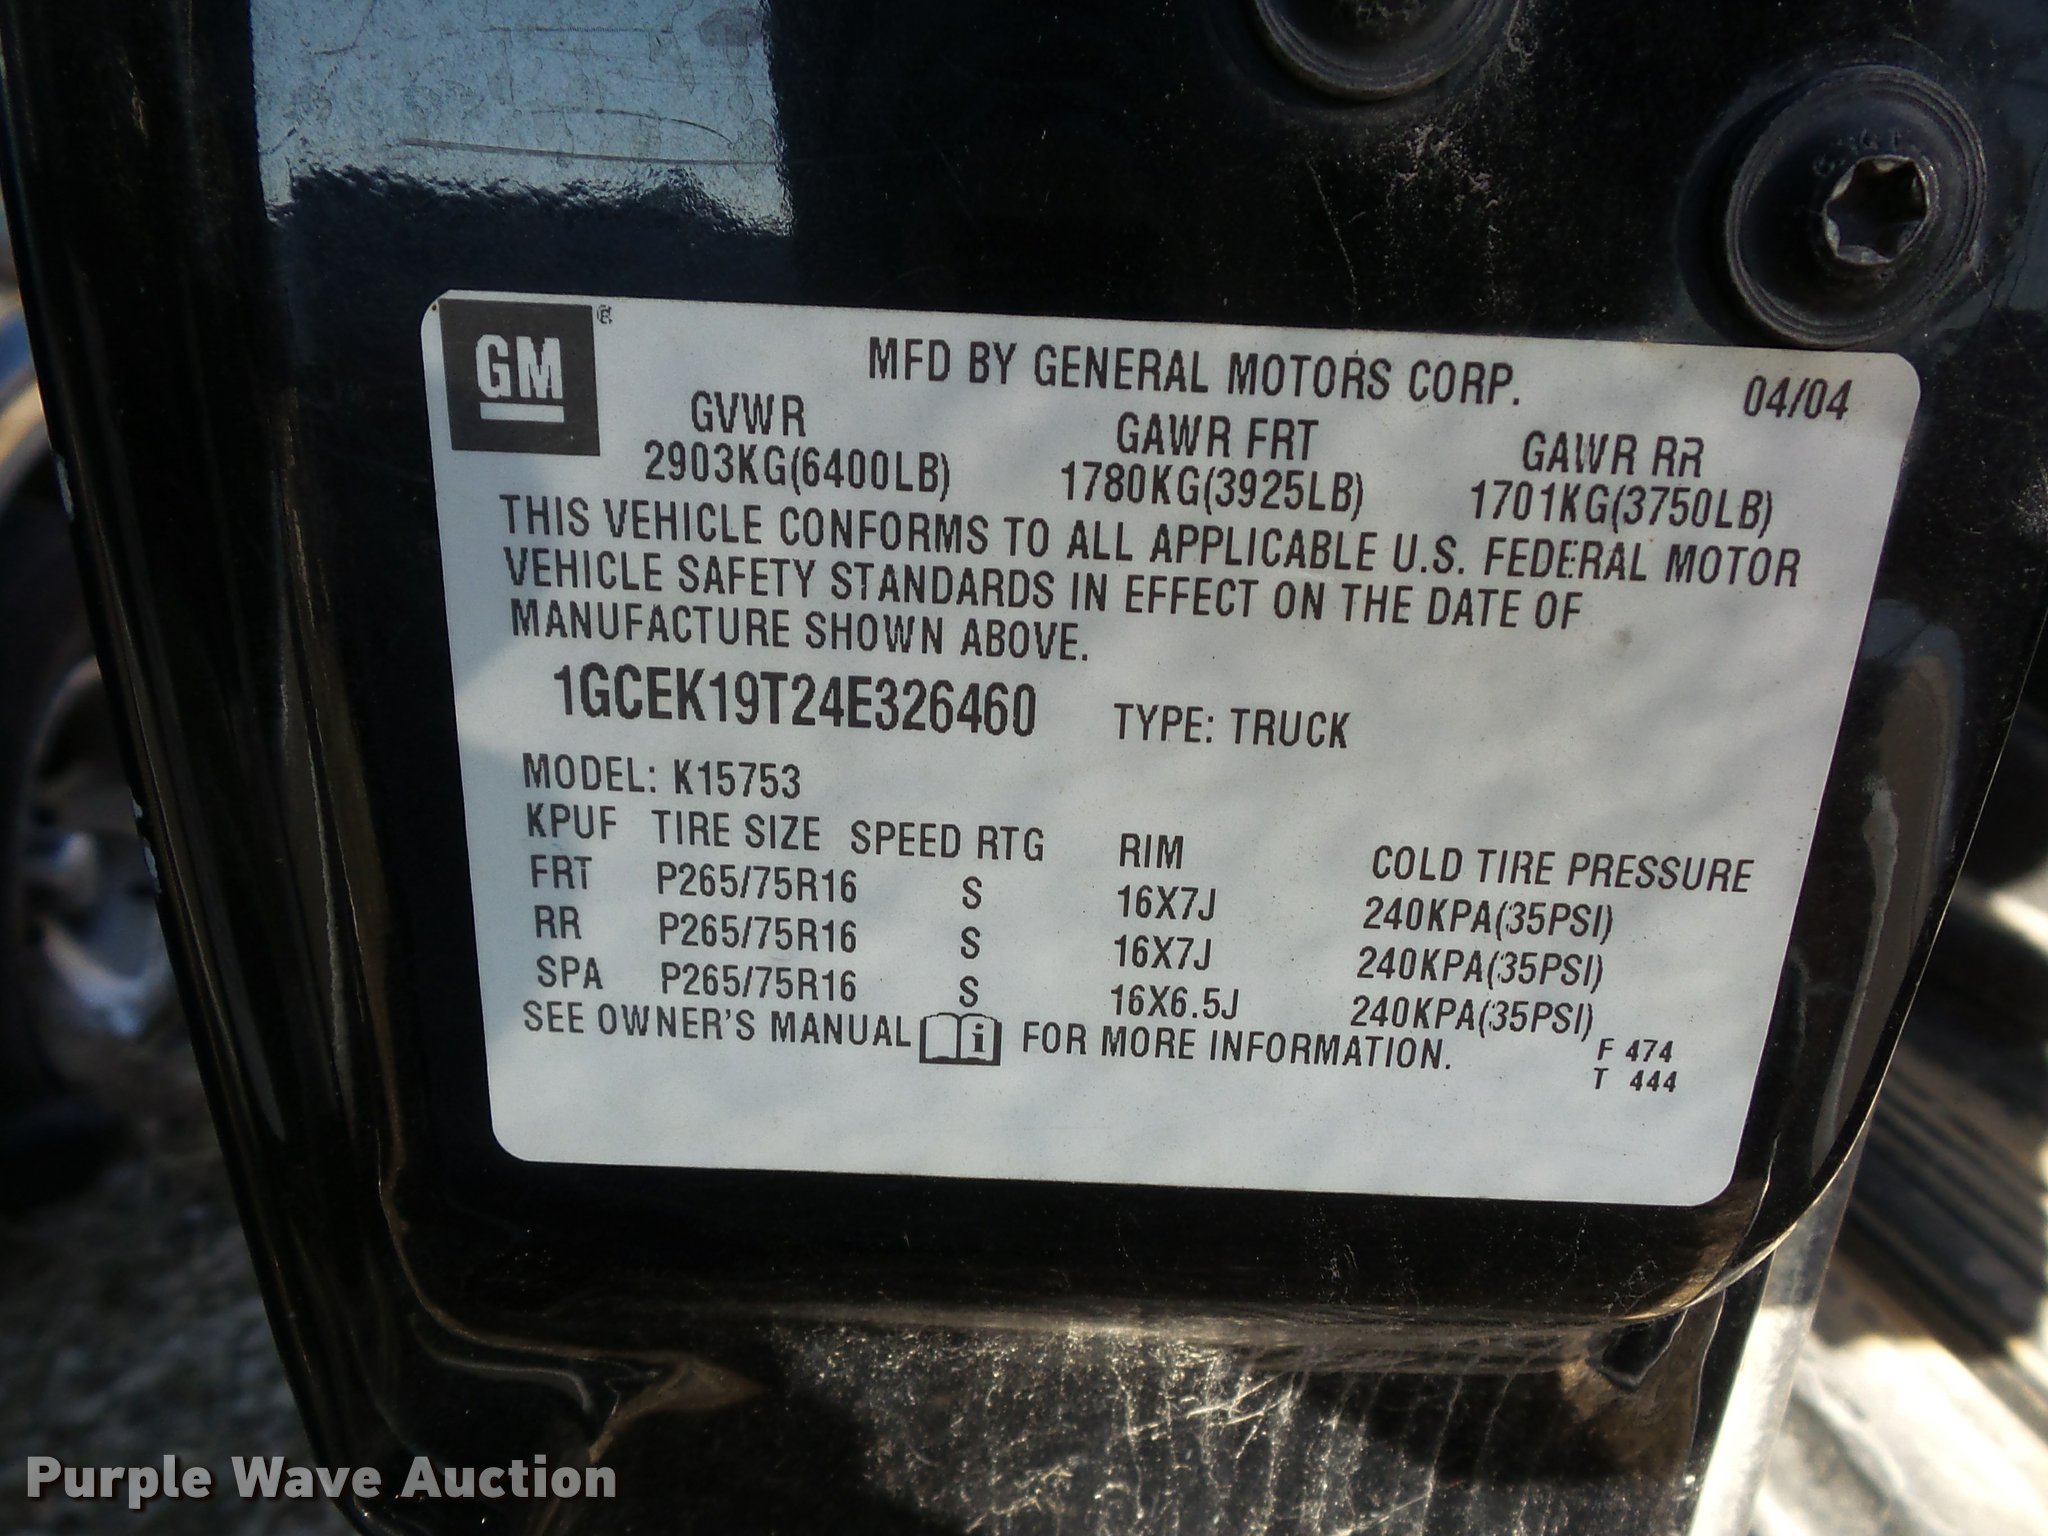 GM
MFD BY GENERAL MOTORS CORP. 04/04
GVWR GAWR FRT GAWR RR
2903KG(6400LB) 1780KG(3925LB) 1701KG(3750LB)
THIS VEHICLE CONFORMS TO ALL APPLICABLE U.S. FEDERAL MOTOR
VEHICLE SAFETY STANDARDS IN EFFECT ON THE DATE OF
MANUFACTURE SHOWN ABOVE.
1GCEK19T24E326460 TYPE: TRUCK
MODEL: K15753
KPUF TIRE SIZE SPEED RTG RIM COLD TIRE PRESSURE
FRT P265/75R16 S 16X7J 240KPA(35PSI)
RR P265/75R16 S 16X7J 240KPA(35PSI)
SPA P265/75R16 S 16X6.5J 240KPA(35PSI)
SEE OWNER'S MANUAL i FOR MORE INFORMATION.
F 474
T 444
Purple Wave Auction